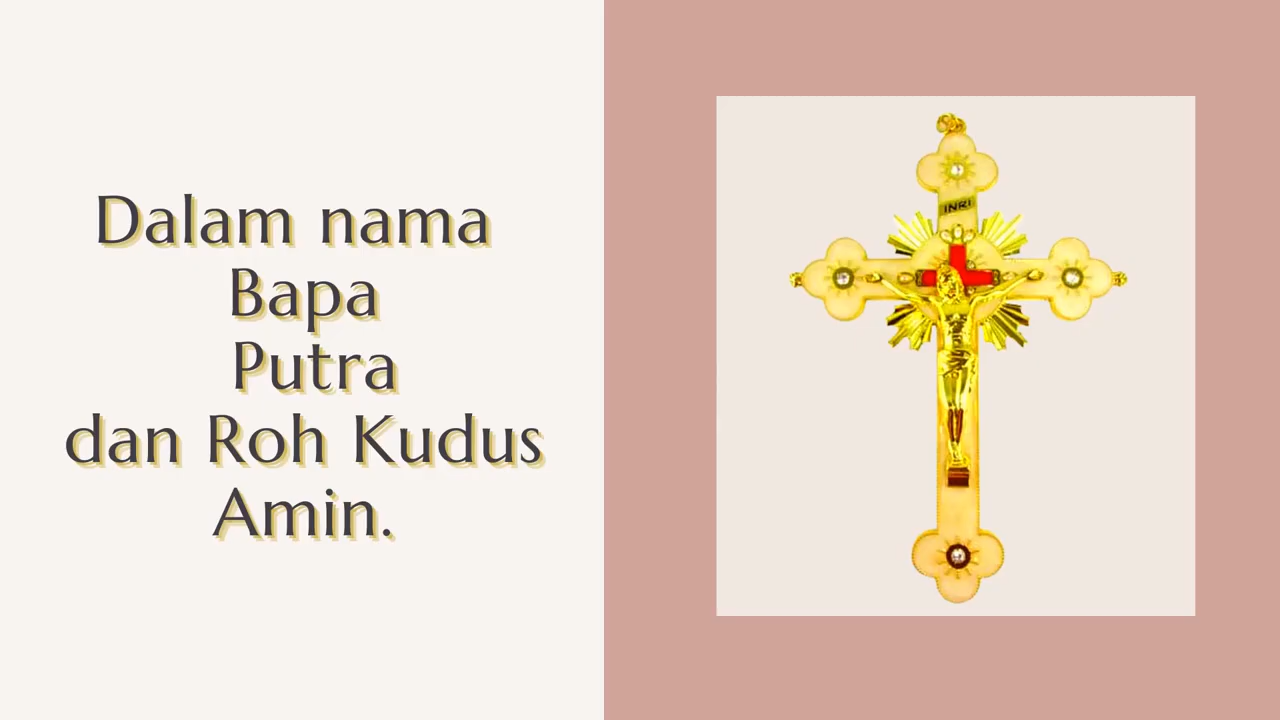 Dalam nama
Bapa
Putra
dan Roh Kudus
Amin.
INRI